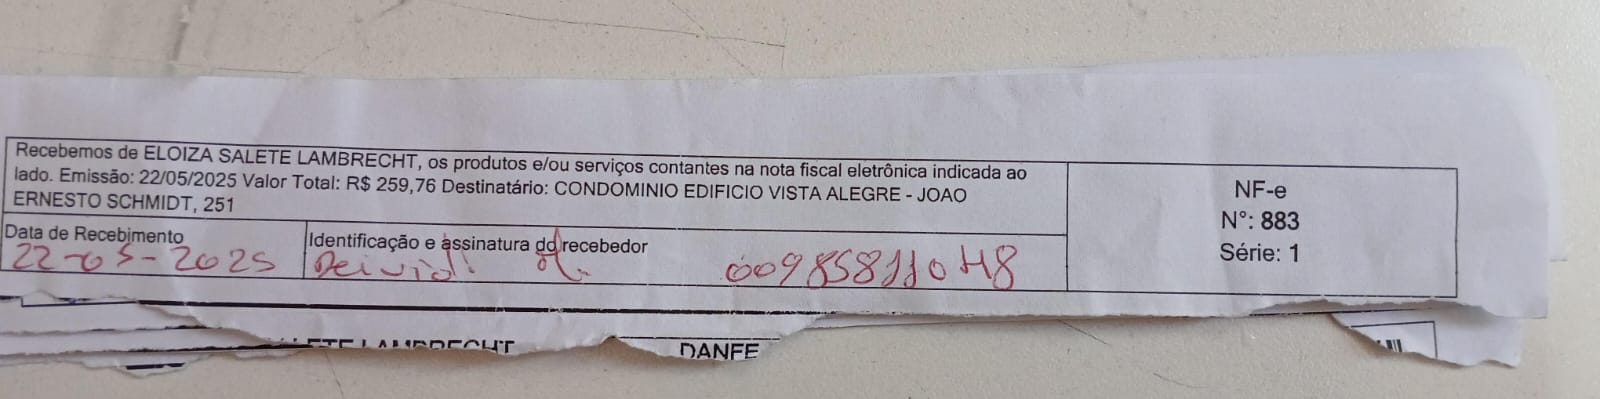 Recebemos de ELOIZA SALETE LAMBRECHT, os produtos e/ou serviços contantes na nota fiscal eletrônica indicada ao
lado. Emissão: 22/05/2025 Valor Total: R$ 259,76 Destinatário: CONDOMINIO EDIFICIO VISTA ALEGRE - JOAO
ERNESTO SCHMIDT, 251
NF-e
N°: 883
Série: 1
Data de Recebimento
22-05-2025
Identificação e assinatura do recebedor
LAMBRECHT
DANFE